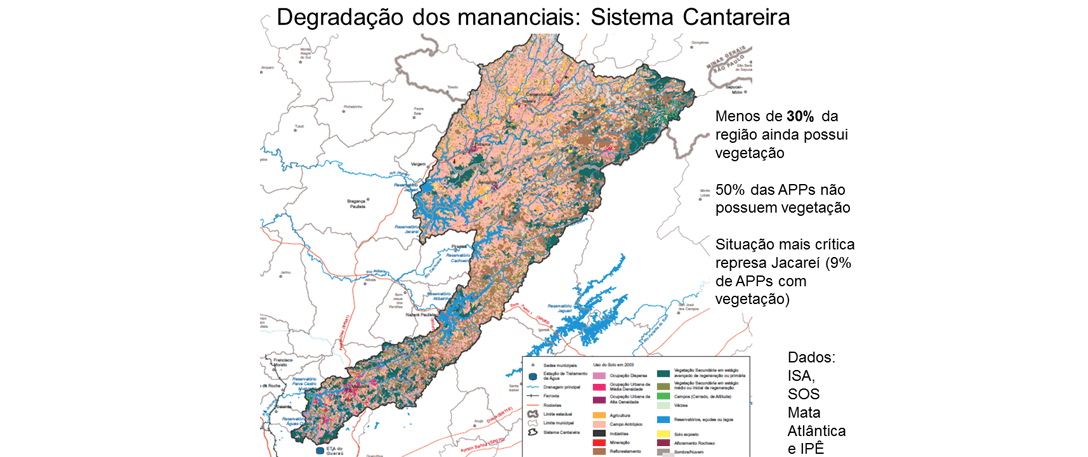 Degradação dos mananciais: Sistema Cantareira
MINAS GERAIS
SÃO PAULO
Menos de 30% da
região ainda possui
vegetação
50% das APPs não
possuem vegetação
Situação mais crítica
represa Jacareí (9%
de APPs com
vegetação)
Vargem
Bragança
Paulista
Reservatório
Jacareí
Piracaia
Reservatório
Cachoeira
Reservatório
Nazaré Paulista
Reservatório
Jaguari
Igaratá
São José
dos Campos
Francisco
Morato
Reservatório
Paiva Castro
ETA do
Guaraú
Sedes municipais
Estação de Tratamento
de Água
Drenagem principal
Ferrovia
Rodovias
Limite estadual
Limite municipal
Sistema Cantareira
Uso do Solo em 2003
Ocupação Dispersa
Ocupação Urbana de
Média Densidade
Ocupação Urbana de
Alta Densidade
Agricultura
Campo Antrópico
Indústrias
Mineração
Reflorestamento
Vegetação Secundária em estágio
avançado de regeneração ou primária
Vegetação Secundária em estágio
médio ou inicial de regeneração
Campos (Cerrado, de Altitude)
Várzea
Reservatórios, açudes ou lagos
Solo exposto
Afloramento Rochoso
Sombra/Nuvem
Dados:
ISA,
SOS
Mata
Atlântica
e IPÊ